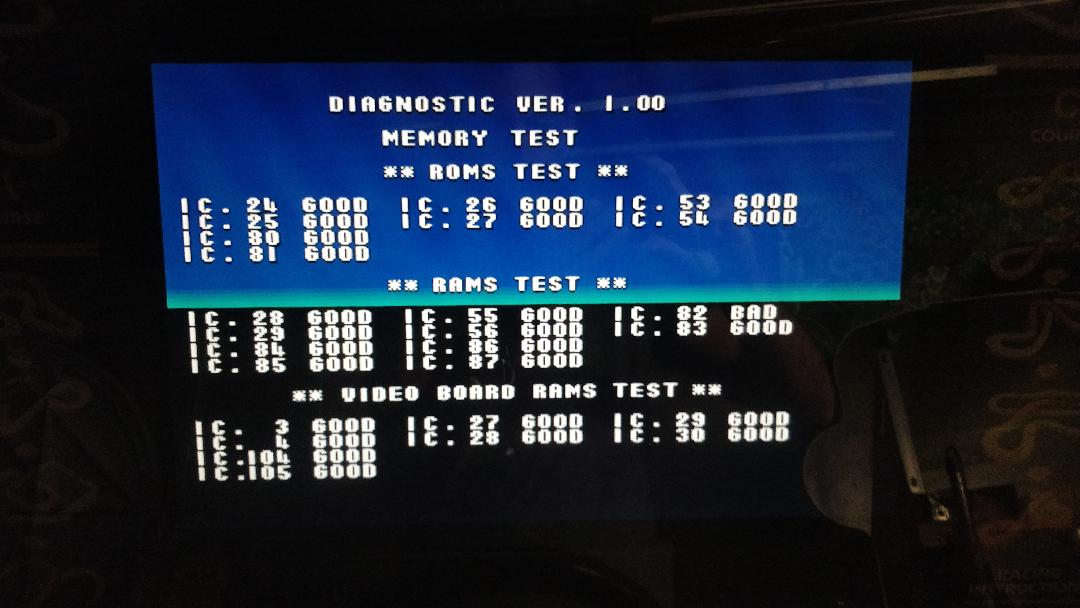 DIAGNOSTIC VER. 1.00
MEMORY TEST
** ROMS TEST **
IC. 24 GOOD IC. 26 GOOD IC. 53 GOOD
IC. 25 GOOD IC. 27 GOOD IC. 54 GOOD
IC. 80 GOOD
IC. 81 GOOD
** RAMS TEST **
IC. 28 GOOD IC. 55 GOOD IC. 82 BAD
IC. 29 GOOD IC. 56 GOOD IC. 83 GOOD
IC. 84 GOOD IC. 86 GOOD
IC. 85 GOOD IC. 87 GOOD
** VIDEO BOARD RAMS TEST **
IC. 3 GOOD IC. 27 GOOD IC. 29 GOOD
IC. 4 GOOD IC. 28 GOOD IC. 30 GOOD
IC.104 GOOD
IC.105 GOOD
RACING
INSTRUCTION